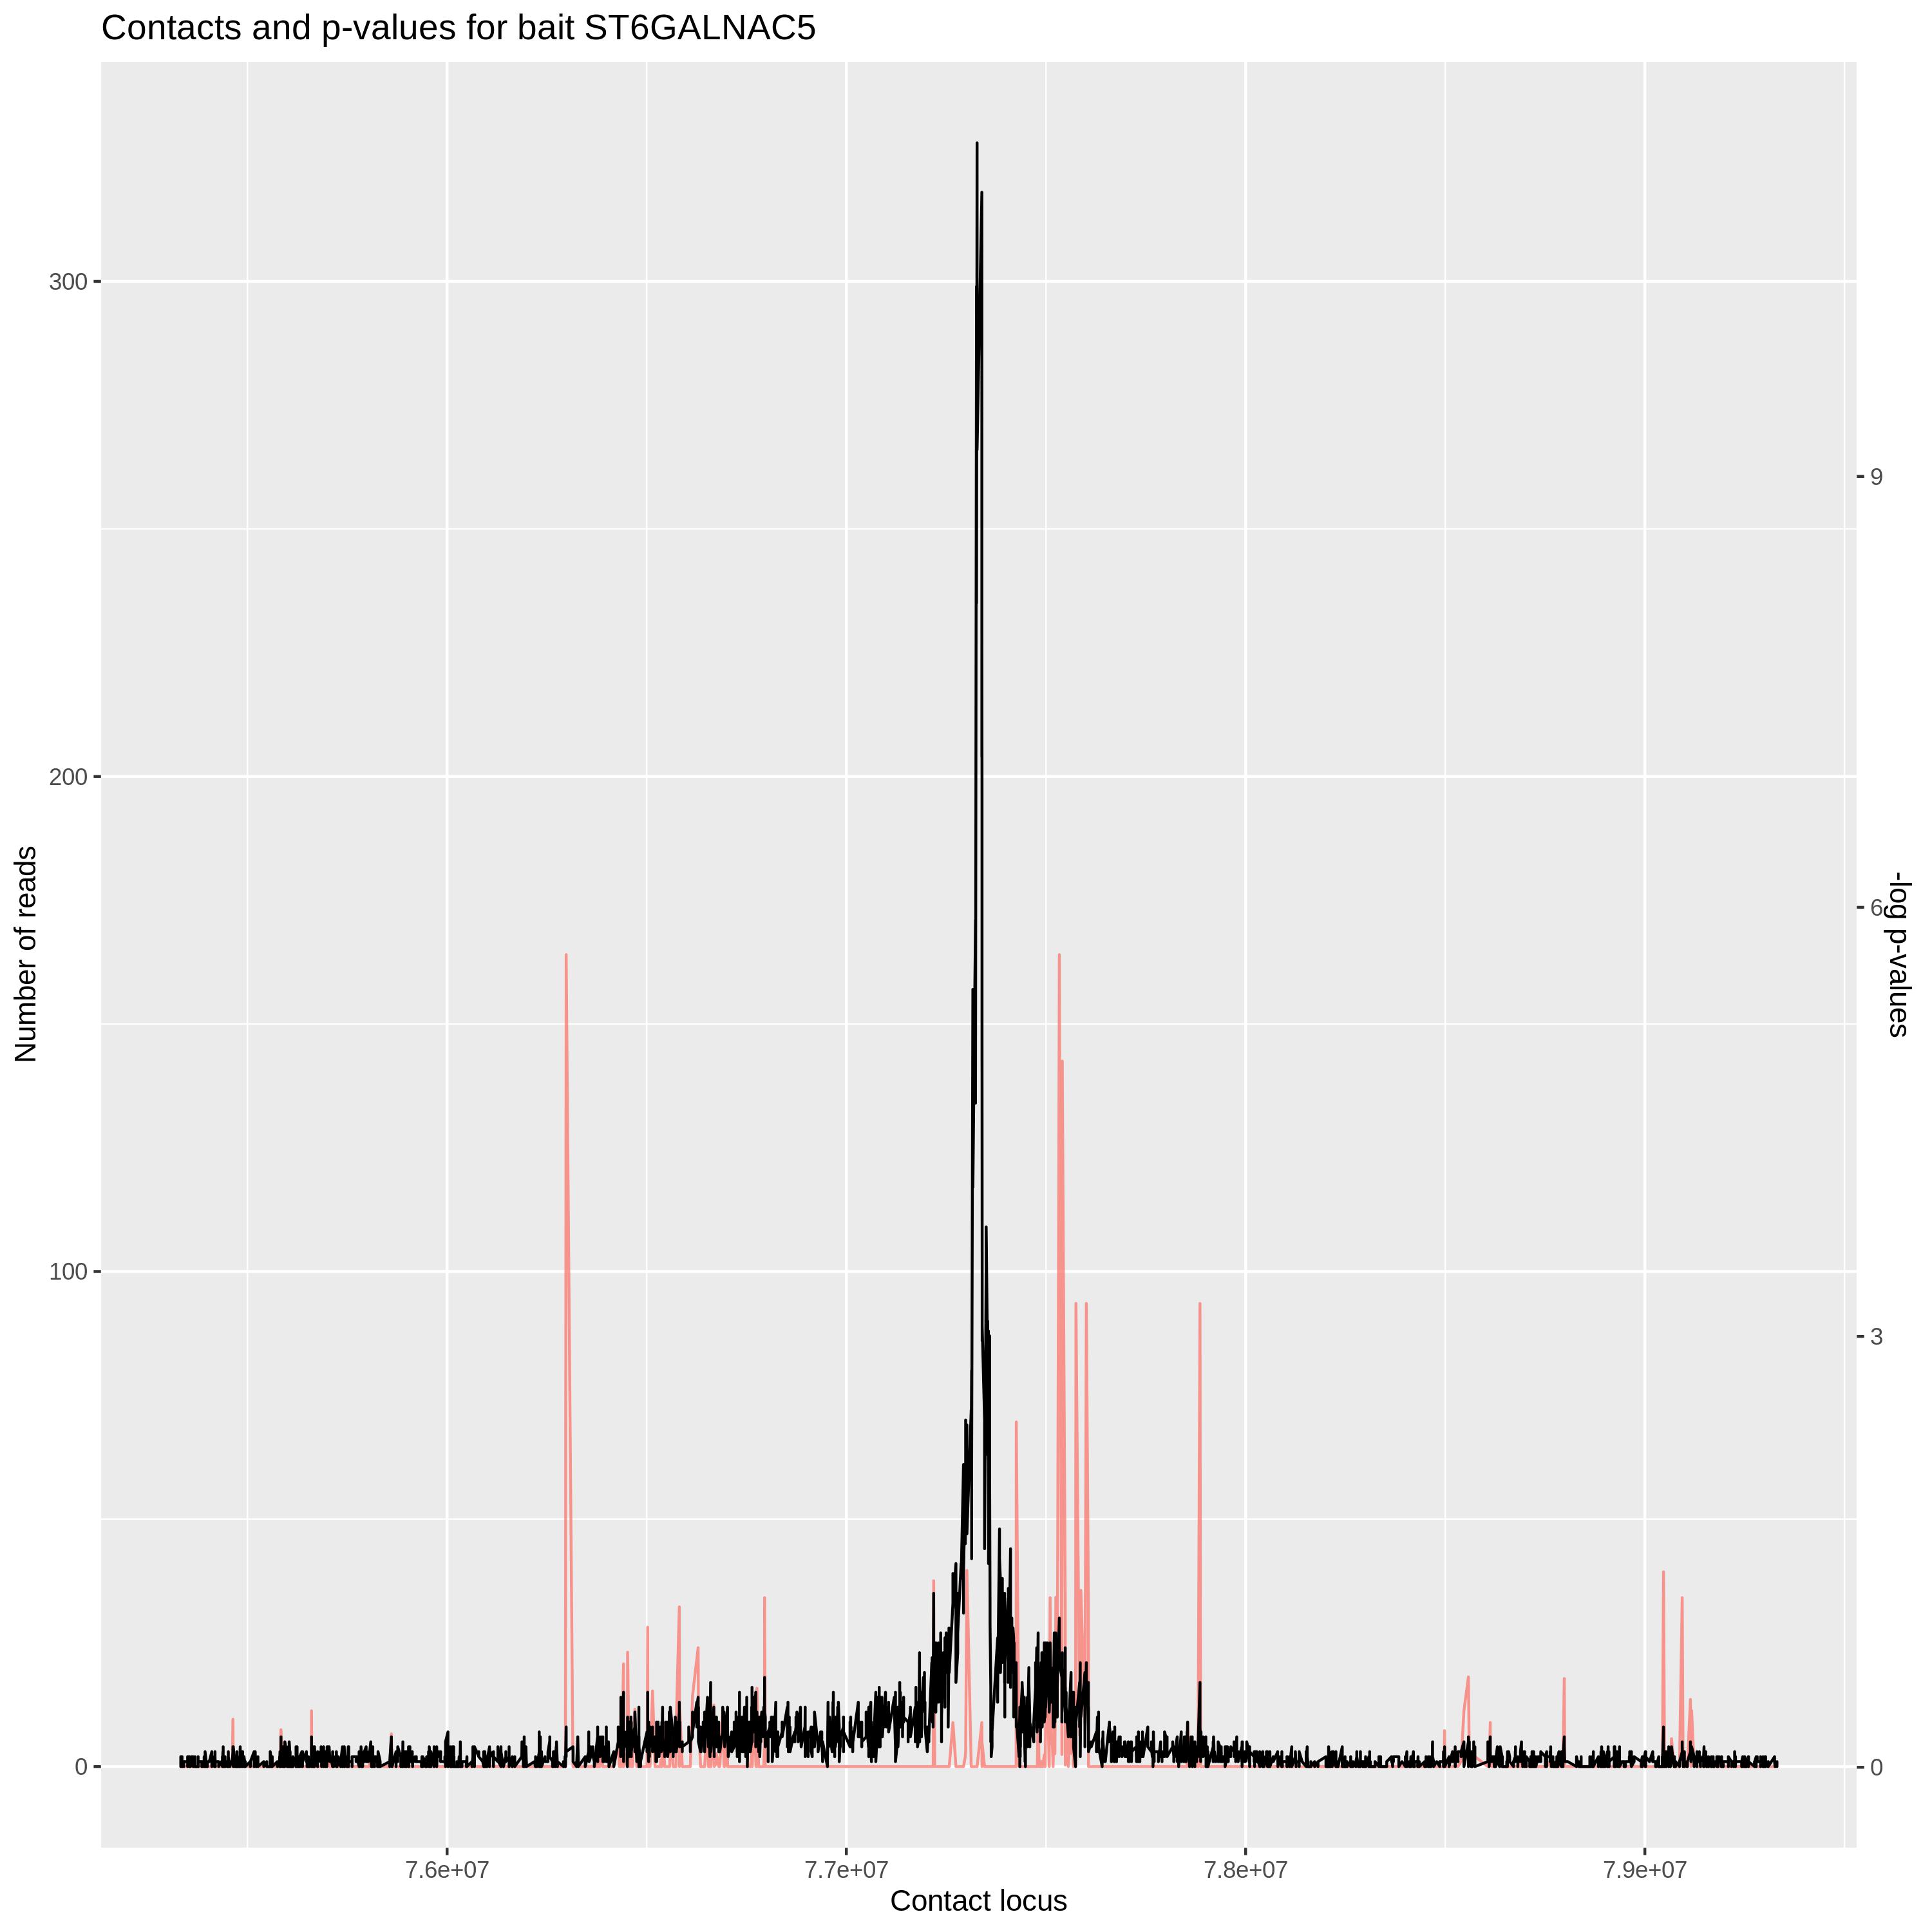 Contacts and p-values for bait ST6GALNAC5
Number of reads
300
200
100
0
9
6
3
0
-log p-values
7.6e+07
7.7e+07
7.8e+07
7.9e+07
Contact locus